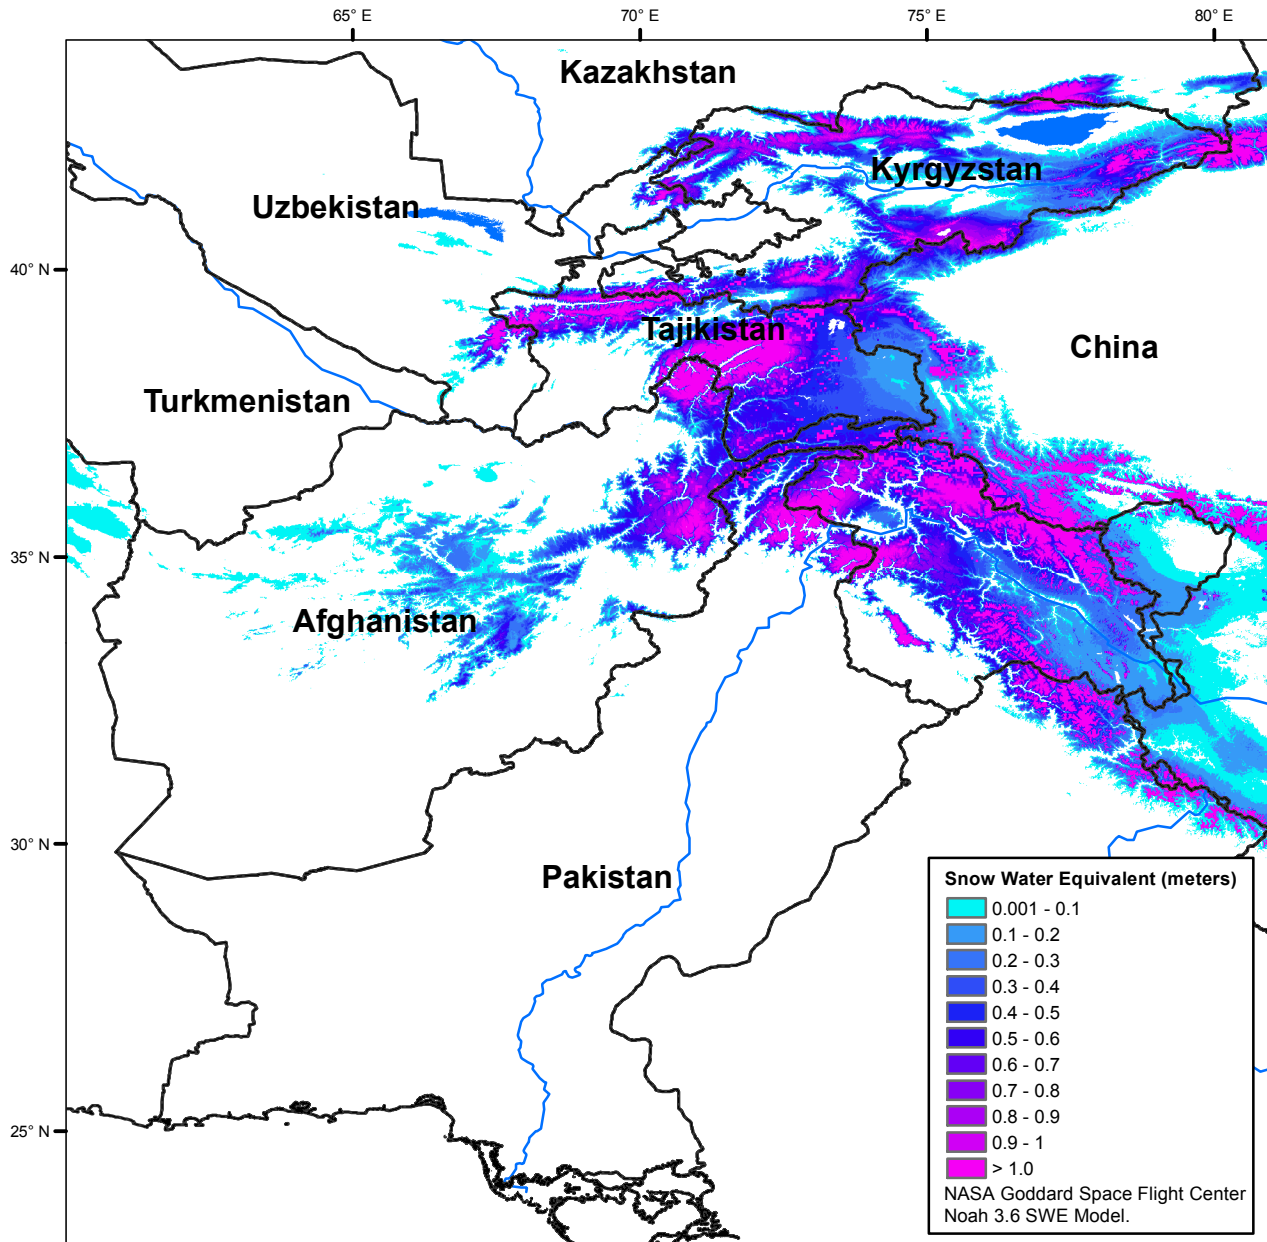 65° E
70° E
75° E
80° E
Kazakhstan
Kyrgyzstan
Uzbekistan
40° N
Tajikistan
China
Turkmenistan
35° N
Afghanistan
30° N
Pakistan
25° N
Snow Water Equivalent (meters)
0.001 - 0.1
0.1 - 0.2
0.2 - 0.3
0.3 - 0.4
0.4 - 0.5
0.5 - 0.6
0.6 - 0.7
0.7 - 0.8
0.8 - 0.9
0.9 - 1
> 1.0
NASA Goddard Space Flight Center
Noah 3.6 SWE Model.